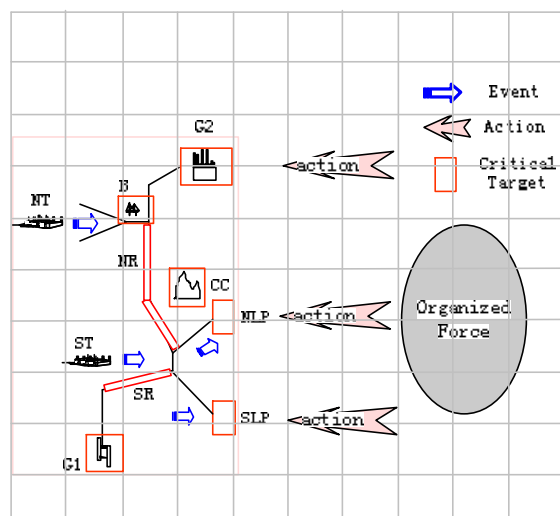 Event
G2
Action
action
Critical
Target
B
NT
NR
CC
Organized
Force
action
NLP
ST
SR
action
SLP
G1